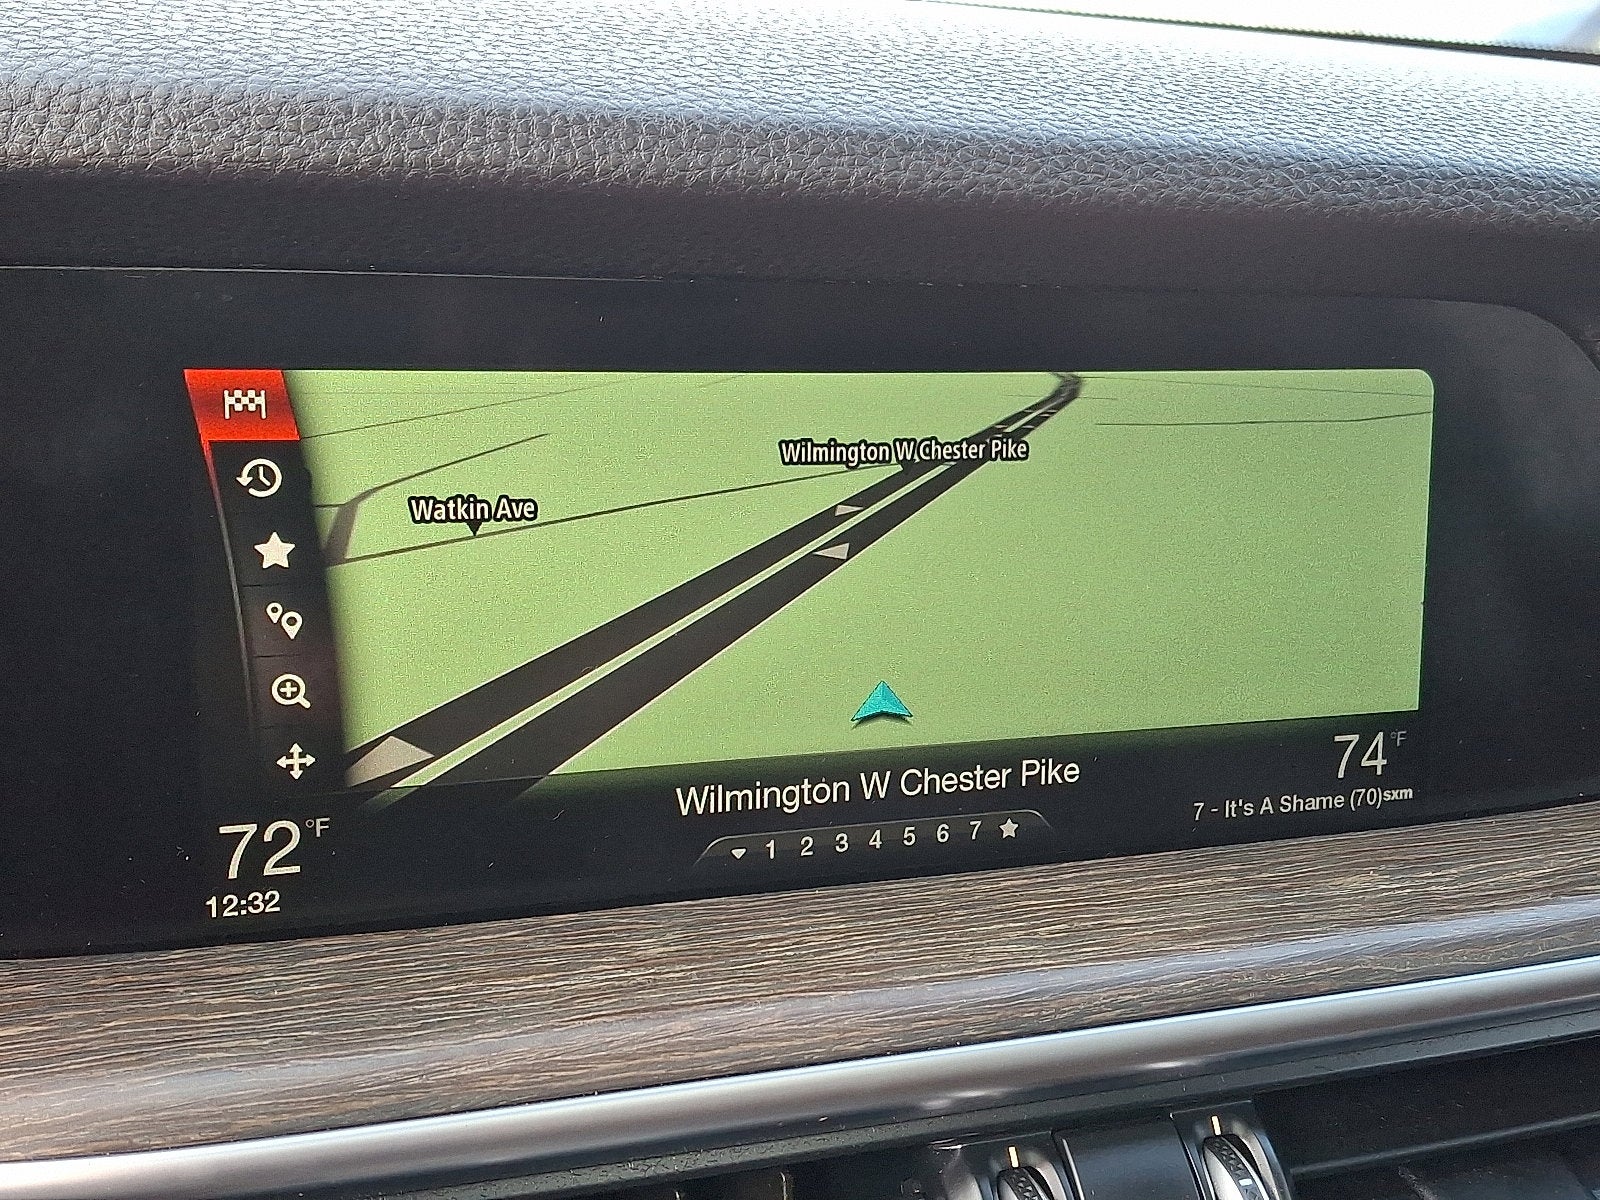 Wilmington W Chester Pike
Watkin Ave
Wilmington W Chester Pike
74°F
7 - It's A Shame (70)sxm
1 2 3 4 5 6 7
72°F
12:32